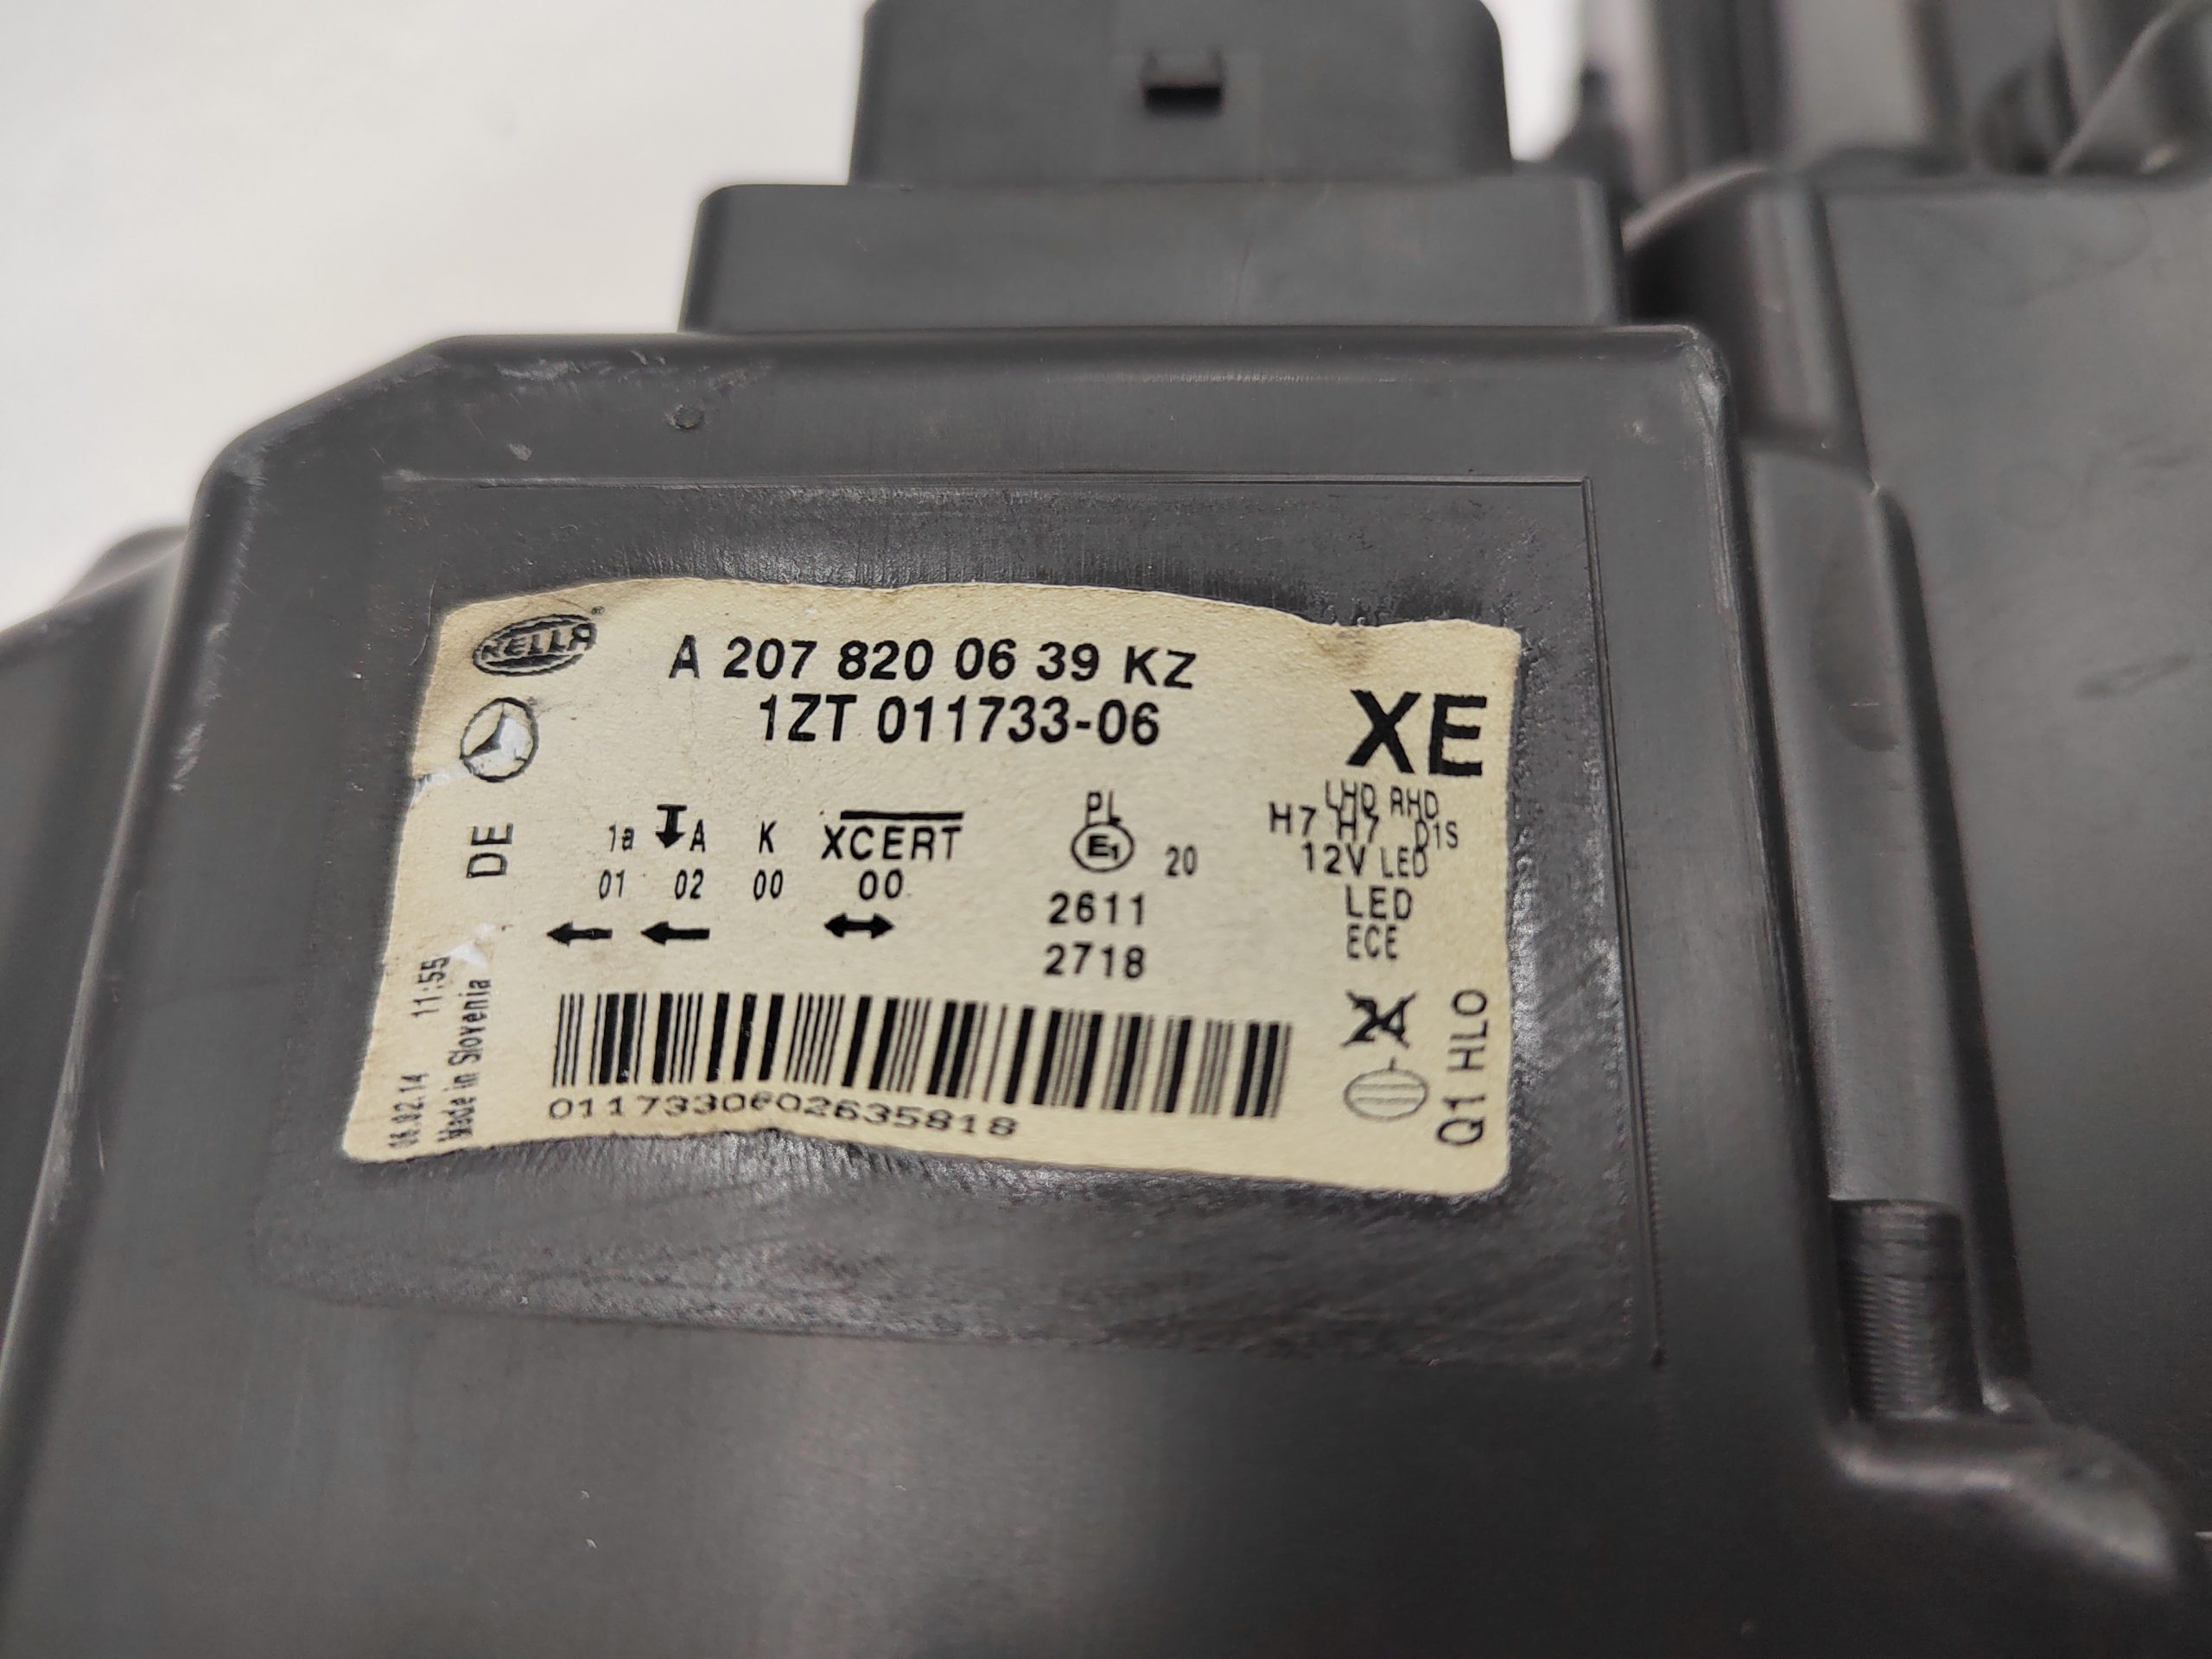 HELLA
A 207 820 06 39 KZ
1ZT 011733-06
XE
LHD RHD
H7 H7 D1S
12V LED
LED
ECE
1a A K XCERT
01 02 00 00
PL
E1 20
2611
2718
DE
11:55
Made in Slovenia
24
Q1 HLO
0117330602635818